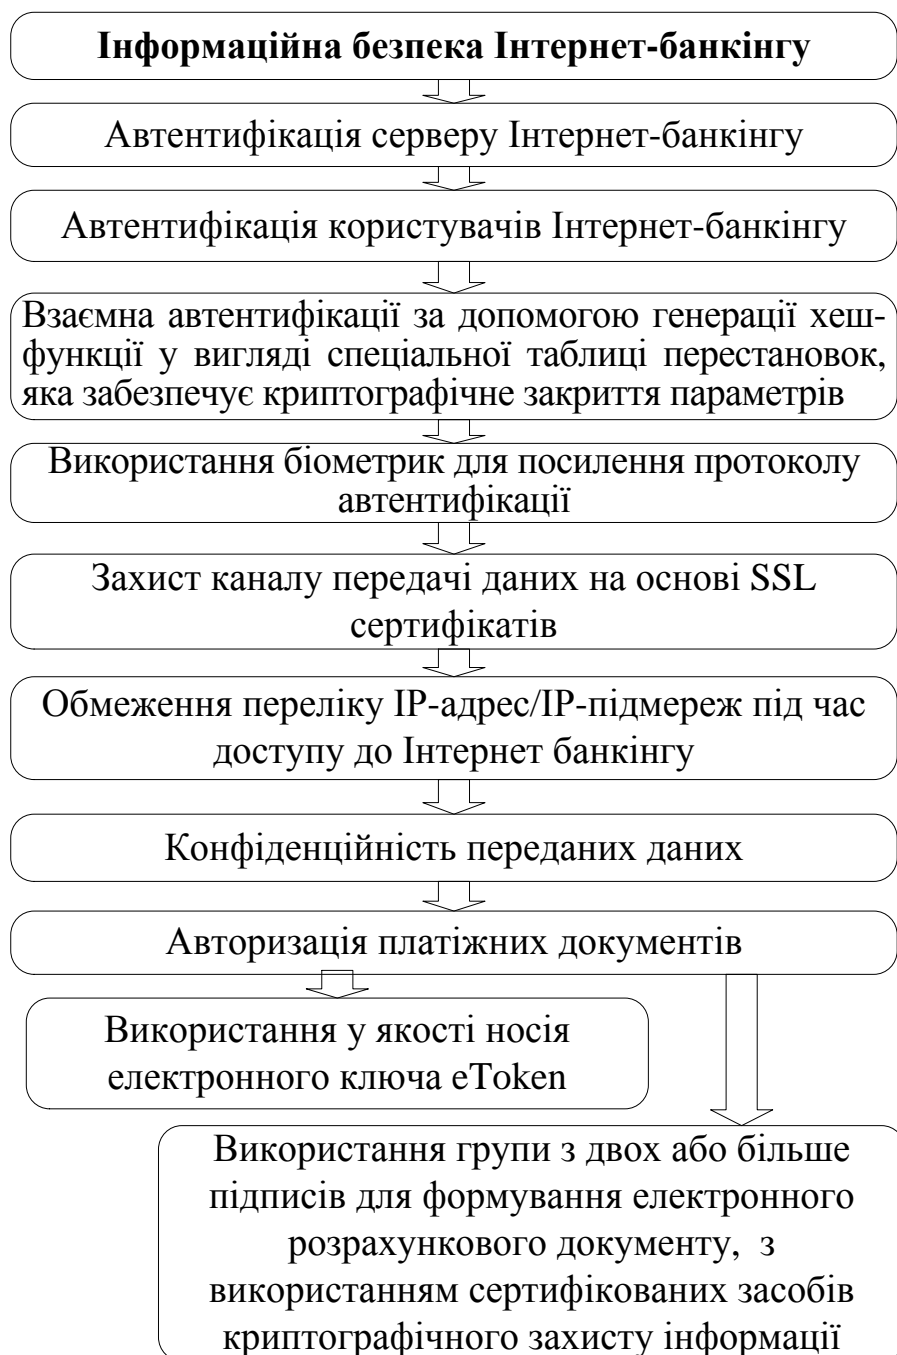 Інформаційна безпека Інтернет-банкінгу
Автентифікація серверу Інтернет-банкінгу
Автентифікація користувачів Інтернет-банкінгу
Взаємна автентифікації за допомогою генерації хеш-
функції у вигляді спеціальної таблиці перестановок,
яка забезпечує криптографічне закриття параметрів
Використання біометрик для посилення протоколу
автентифікації
Захист каналу передачі даних на основі SSL
сертифікатів
Обмеження переліку IP-адрес/IP-підмереж під час
доступу до Інтернет банкінгу
Конфіденційність переданих даних
Авторизація платіжних документів
Використання у якості носія
електронного ключа eToken
Використання групи з двох або більше
підписів для формування електронного
розрахункового документу, з
використанням сертифікованих засобів
криптографічного захисту інформації